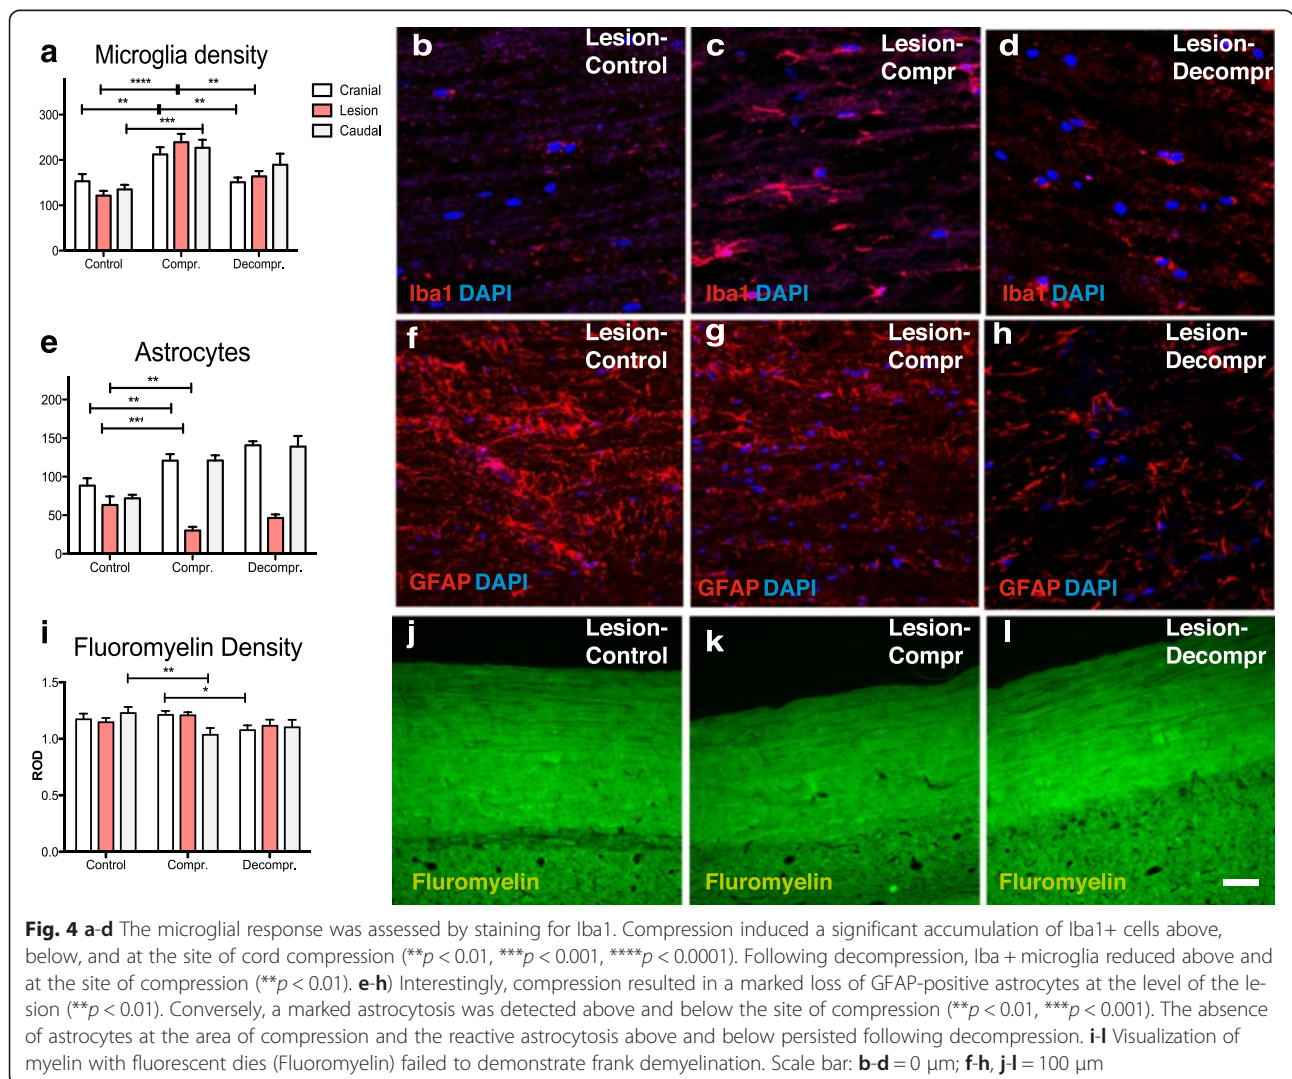 a
Microglia density
Cranial
Lesion
Caudal
**** **
** **
***
300
200
100
0
Control Compr. Decompr.
b Lesion-
Control
Iba1 DAPI
c Lesion-
Compr
Iba1 DAPI
d Lesion-
Decompr
Iba1 DAPI
e
Astrocytes
**
**
***
200
150
100
50
0
Control Compr. Decompr.
f Lesion-
Control
GFAP DAPI
g Lesion-
Compr
GFAP DAPI
h Lesion-
Decompr
GFAP DAPI
i
Fluoromyelin Density
**
*
1.5
1.0
0.5
0.0
ROD
Control Compr. Decompr.
j Lesion-
Control
Fluromyelin
k Lesion-
Compr
Fluromyelin
l Lesion-
Decompr
Fluromyelin
Fig. 4 a-d The microglial response was assessed by staining for Iba1. Compression induced a significant accumulation of Iba1+ cells above,
below, and at the site of cord compression (**p < 0.01, ***p < 0.001, ****p < 0.0001). Following decompression, Iba + microglia reduced above and
at the site of compression (**p < 0.01). e-h) Interestingly, compression resulted in a marked loss of GFAP-positive astrocytes at the level of the le-
sion (**p < 0.01). Conversely, a marked astrocytosis was detected above and below the site of compression (**p < 0.01, ***p < 0.001). The absence
of astrocytes at the area of compression and the reactive astrocytosis above and below persisted following decompression. i-l Visualization of
myelin with fluorescent dies (Fluoromyelin) failed to demonstrate frank demyelination. Scale bar: b-d = 0 μm; f-h, j-l = 100 μm